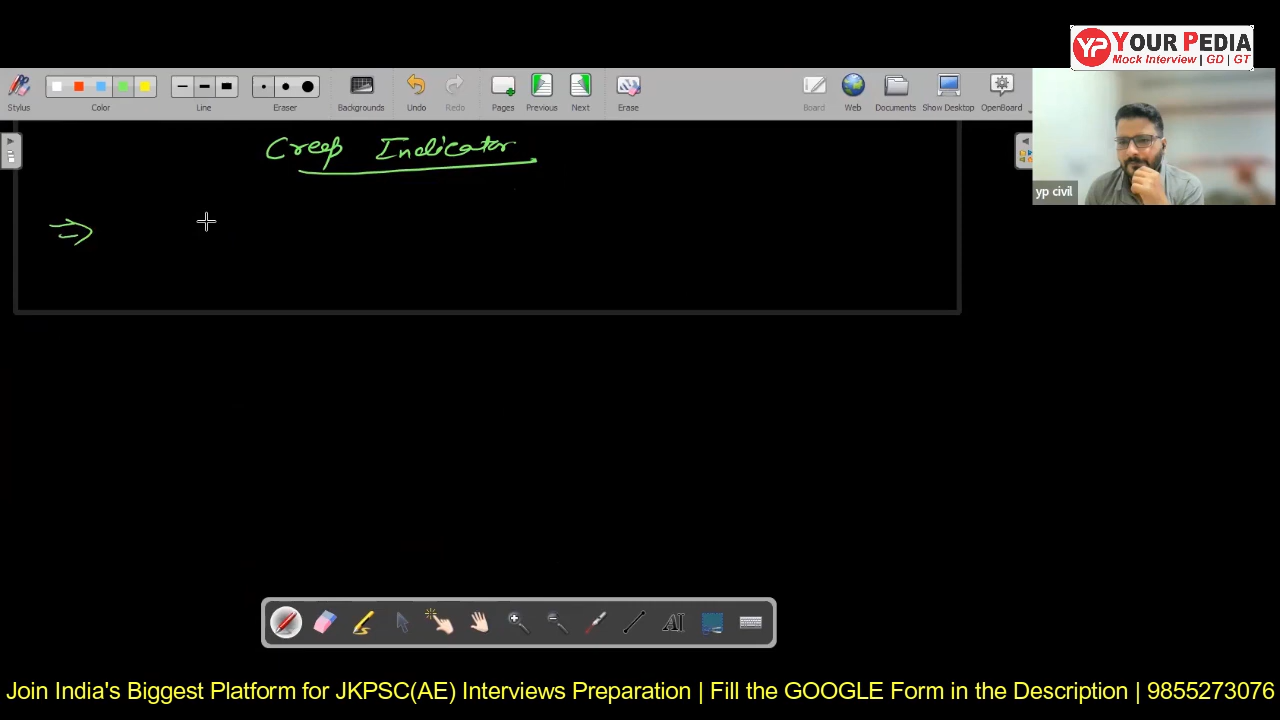 YP YOUR PEDIA
Mock Interview | GD | GT
Stylus
Color
Line
Eraser
Backgrounds
Undo
Redo
Pages
Previous
Next
Erase
Board
Web
Documents
Show Desktop
OpenBoard
Creep Indicator
yp civil
Join India's Biggest Platform for JKPSC(AE) Interviews Preparation | Fill the GOOGLE Form in the Description | 9855273076